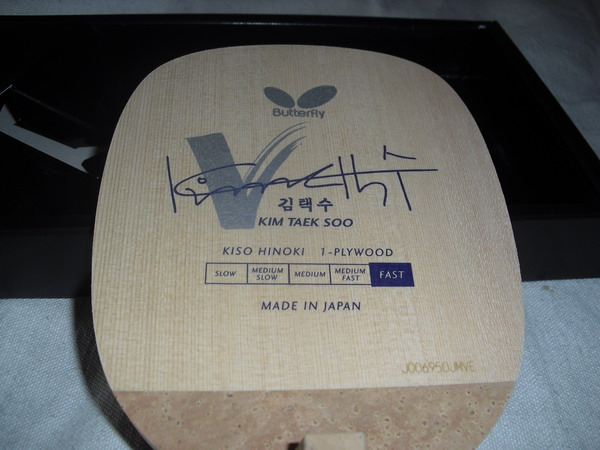 Butterfly
V
김택수
KIM TAEK SOO
KISO HINOKI 1-PLYWOOD
SLOW MEDIUM SLOW MEDIUM MEDIUM FAST FAST
MADE IN JAPAN
J006950JMVE